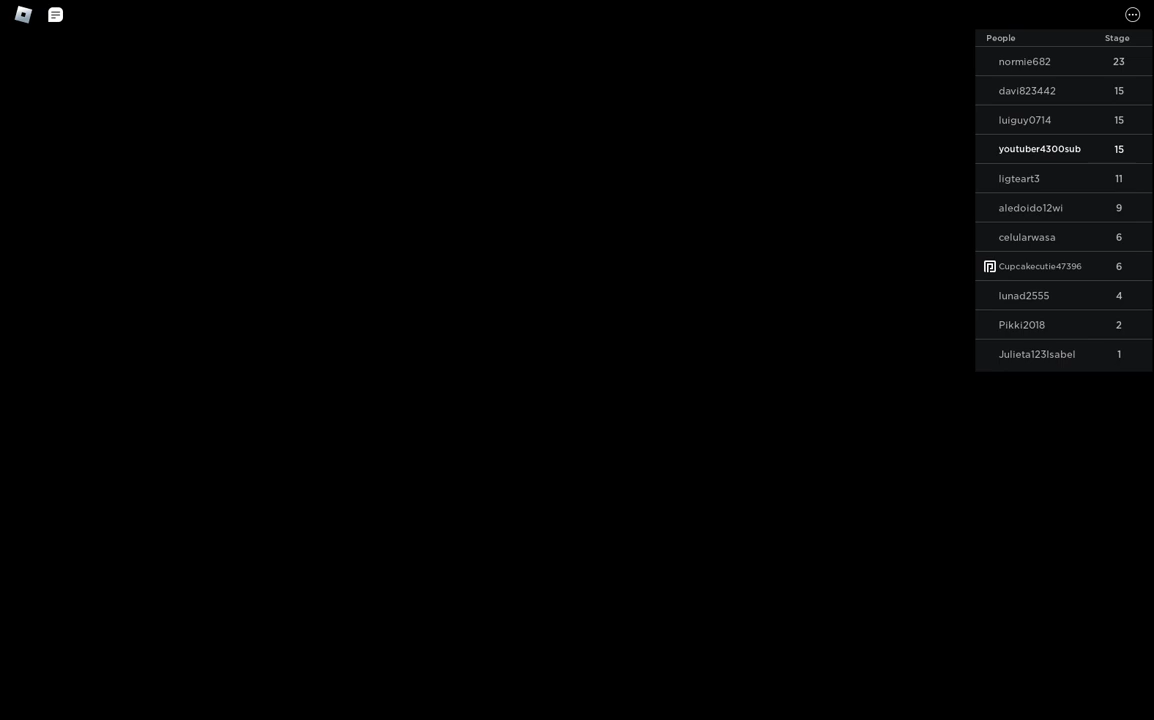 People Stage
normie682 23
davi823442 15
luiguy0714 15
youtuber4300sub 15
ligteart3 11
aledoido12wi 9
celularwasa 6
Cupcakecutie47396 6
lunad2555 4
Pikki2018 2
Julieta123Isabel 1